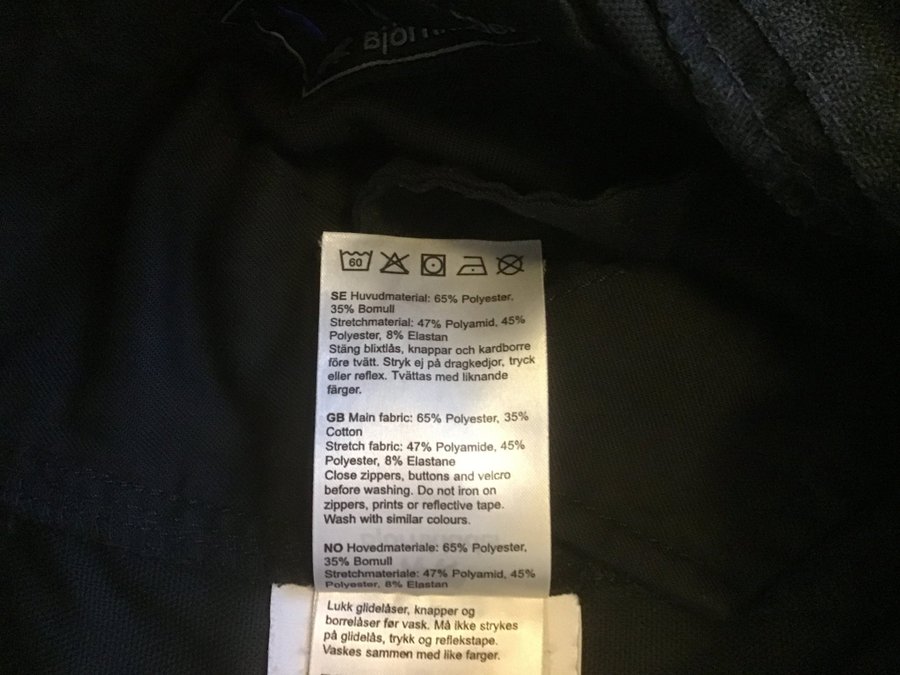 60
SE Huvudmaterial: 65% Polyester,
35% Bomull
Stretchmaterial: 47% Polyamid, 45%
Polyester, 8% Elastan
Stäng blixtlås, knappar och kardborre
före tvätt. Stryk ej på dragkedjor, tryck
eller reflex. Tvättas med liknande
färger.
GB Main fabric: 65% Polyester, 35%
Cotton
Stretch fabric: 47% Polyamide, 45%
Polyester, 8% Elastane
Close zippers, buttons and velcro
before washing. Do not iron on
zippers, prints or reflective tape.
Wash with similar colours.
NO Hovedmateriale: 65% Polyester,
35% Bomull
Stretchmateriale: 47% Polyamid, 45%
Polyester, 8% Elastan
Lukk glidelåser, knapper og
borrelåser før vask. Må ikke strykes
på glidelås, trykk og reflekstape.
Vaskes sammen med like farger.